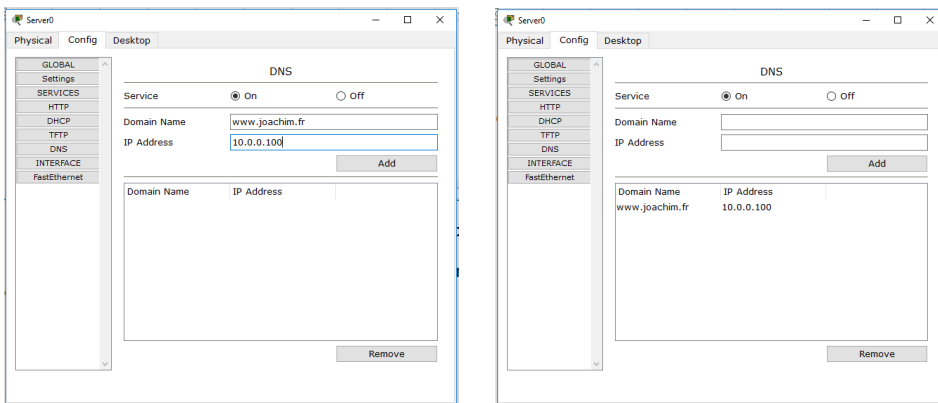 Server0
Physical Config Desktop
GLOBAL
Settings
SERVICES
HTTP
DHCP
TFTP
DNS
INTERFACE
FastEthernet
DNS
Service On Off
Domain Name www.joachim.fr
IP Address 10.0.0.100
Add
Domain Name IP Address
Remove
Server0
Physical Config Desktop
GLOBAL
Settings
SERVICES
HTTP
DHCP
TFTP
DNS
INTERFACE
FastEthernet
DNS
Service On Off
Domain Name
IP Address
Add
Domain Name IP Address
www.joachim.fr 10.0.0.100
Remove